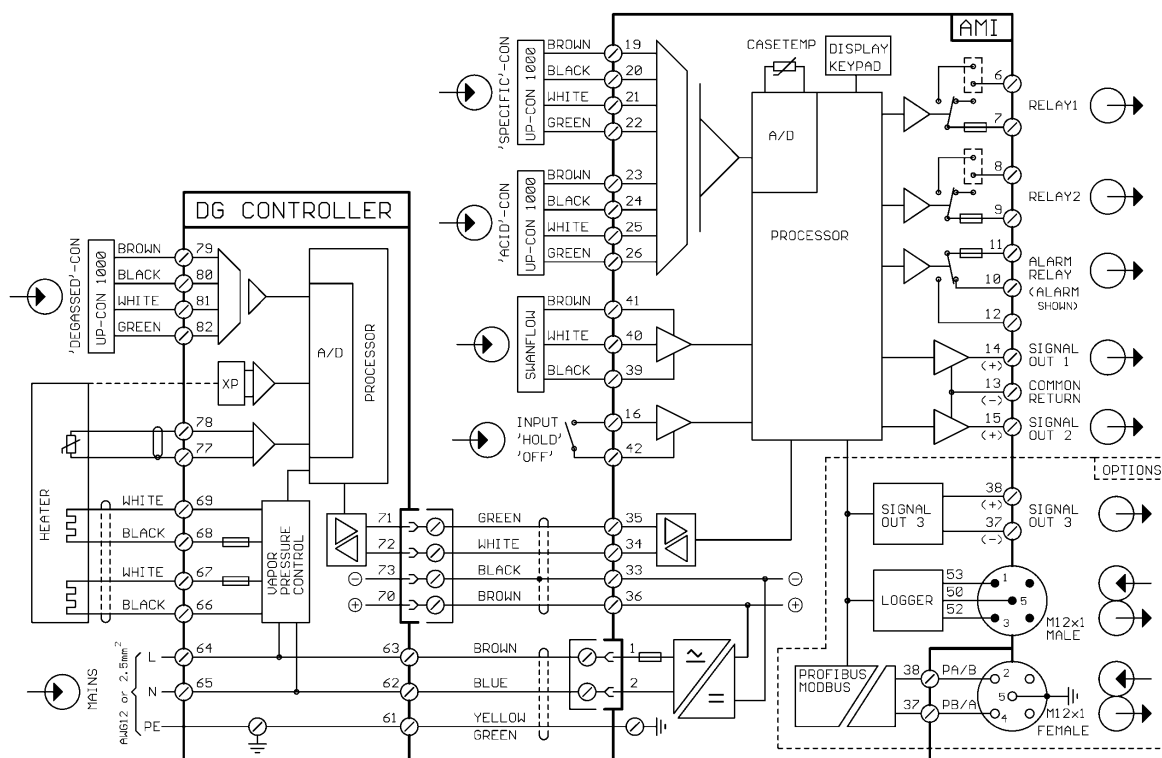 AMI
'SPECIFIC'-CON
UP-CON 1000
BROWN 19
BLACK 20
WHITE 21
GREEN 22
CASETEMP
DISPLAY
KEYPAD
A/D
PROCESSOR
6
7
RELAY1
8
9
RELAY2
11
10
12
ALARM
RELAY
(ALARM
SHOWN)
14
(+)
SIGNAL
OUT 1
13
(-)
COMMON
RETURN
15
(+)
SIGNAL
OUT 2
'ACID'-CON
UP-CON 1000
BROWN 23
BLACK 24
WHITE 25
GREEN 26
SWANFLOW
BROWN 41
WHITE 40
BLACK 39
INPUT
'HOLD'
'OFF'
16
42
DG CONTROLLER
'DEGASSED'-CON
UP-CON 1000
BROWN 79
BLACK 80
WHITE 81
GREEN 82
A/D
PROCESSOR
XP
HEATER
78
77
WHITE 69
BLACK 68
WHITE 67
BLACK 66
VAPOR
PRESSURE
CONTROL
71 GREEN 35
72 WHITE 34
73 BLACK 33
70 BROWN 36
MAINS
AWG12 or 2.5mm²
L 64 63 BROWN 1
N 65 62 BLUE 2
PE 61 YELLOW
GREEN
OPTIONS
SIGNAL
OUT 3
38
(+)
37
(-)
SIGNAL
OUT 3
LOGGER
53
50
52
1
5
3
M12x1
MALE
PROFIBUS
MODBUS
38 PA/B
37 PB/A
2
5
4
M12x1
FEMALE